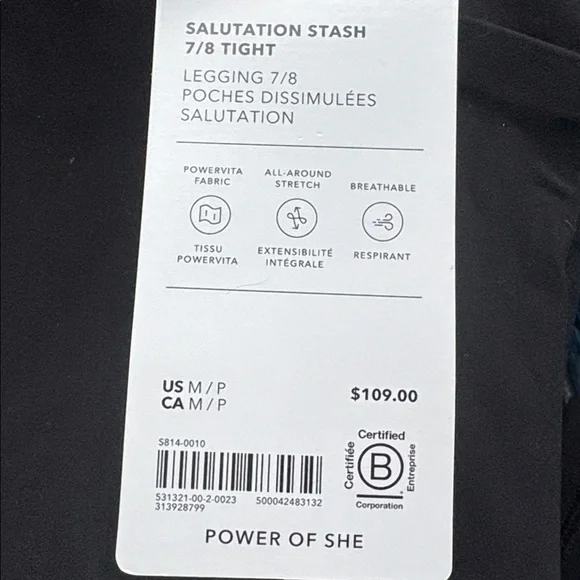 SALUTATION STASH
7/8 TIGHT
LEGGING 7/8
POCHES DISSIMULÉES
SALUTATION
POWERVITA
FABRIC
ALL-AROUND
STRETCH
BREATHABLE
TISSU
POWERVITA
EXTENSIBILITÉ
INTÉGRALE
RESPIRANT
US M / P
CA M / P
$109.00
S814-0010
531321-00-2-0023 500042483132
313928799
Certified
Certifiée
B
Entreprise
Corporation
POWER OF SHE